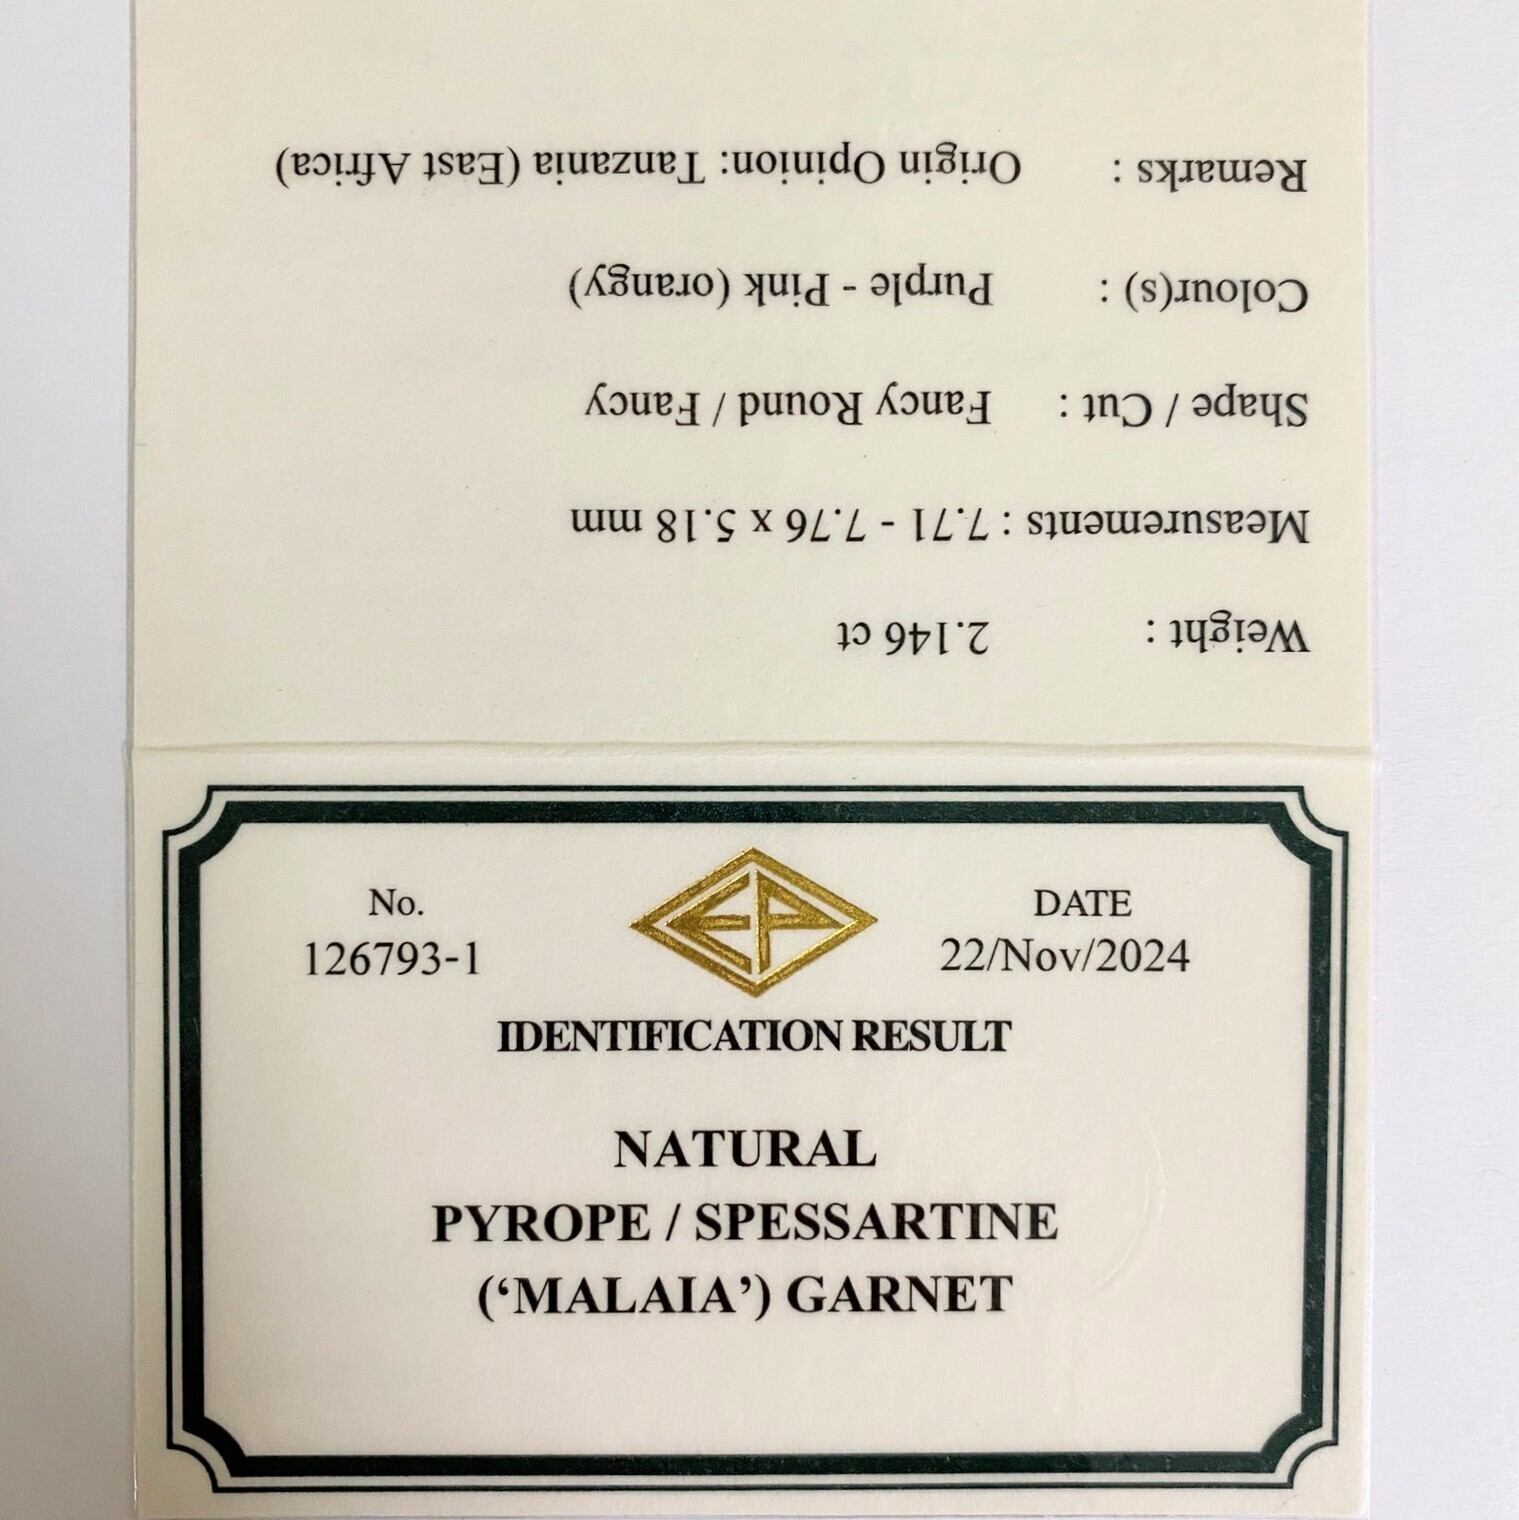 Weight : 2.146 ct
Measurements : 7.71 - 7.76 x 5.18 mm
Shape / Cut : Fancy Round / Fancy
Colour(s) : Purple - Pink (orangy)
Remarks : Origin Opinion: Tanzania (East Africa)
No.
126793-1
EP
DATE
22/Nov/2024
IDENTIFICATION RESULT
NATURAL
PYROPE / SPESSARTINE
(‘MALAIA’) GARNET